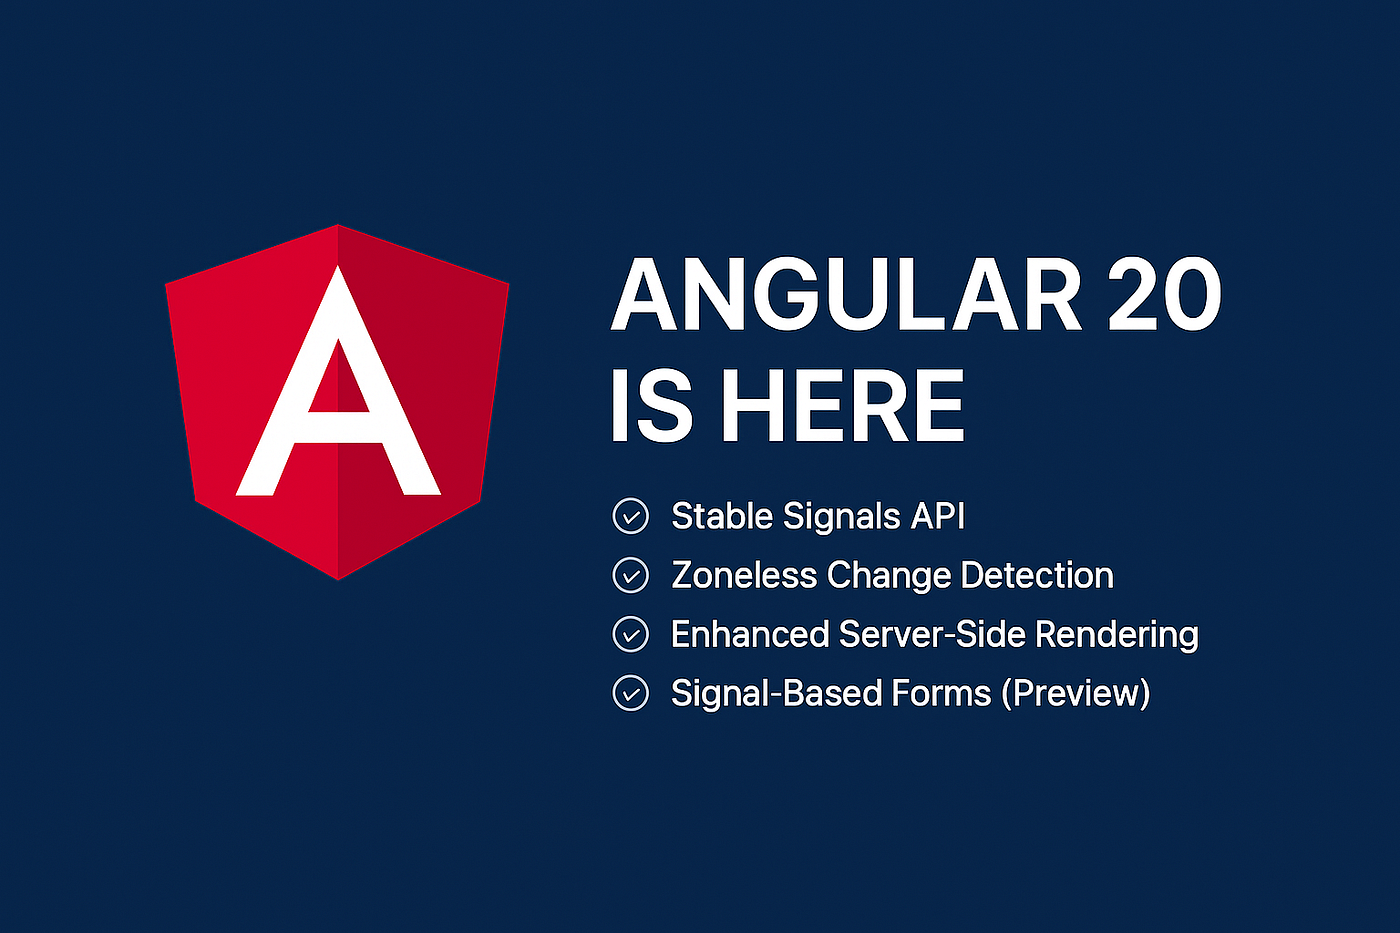 A
ANGULAR 20
IS HERE
Stable Signals API
Zoneless Change Detection
Enhanced Server-Side Rendering
Signal-Based Forms (Preview)